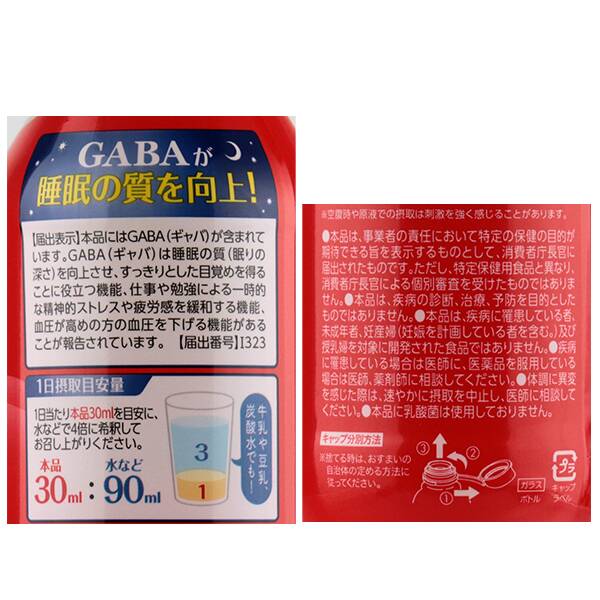 GABAが
睡眠の質を向上!
【届出表示】本品にはGABA(ギャバ)が含まれて
います。GABA(ギャバ)は睡眠の質(眠りの
深さ)を向上させ、すっきりとした目覚めを得る
ことに役立つ機能、仕事や勉強による一時的
な精神的ストレスや疲労感を緩和する機能、
血圧が高めの方の血圧を下げる機能がある
ことが報告されています。【届出番号】I323
1日摂取目安量
1日当たり本品30mlを目安に、
水などで4倍に希釈して
お召し上がりください。
本品 水など
30ml:90ml
3
1
牛乳や豆乳、
炭酸水でも!
※空腹時や原液での摂取は刺激を強く感じることがあります。
●本品は、事業者の責任において特定の保健の目的が
期待できる旨を表示するものとして、消費者庁長官に
届出されたものです。ただし、特定保健用食品と異なり、
消費者庁長官による個別審査を受けたものではありま
せん。●本品は、疾病の診断、治療、予防を目的とした
ものではありません。●本品は、疾病に罹患している者、
未成年者、妊産婦(妊娠を計画している者を含む。)及び
授乳婦を対象に開発された食品ではありません。●疾病
に罹患している場合は医師に、医薬品を服用している
場合は医師、薬剤師に相談してください。●体調に異変
を感じた際は、速やかに摂取を中止し、医師に相談して
ください。●本品に乳酸菌は使用しておりません。
キャップ分別方法
※捨てる時は、お住まいの
自治体の定める方法に
従ってください。
③
②
①
ガラス
ボトル
プラ
キャップ
ラベル